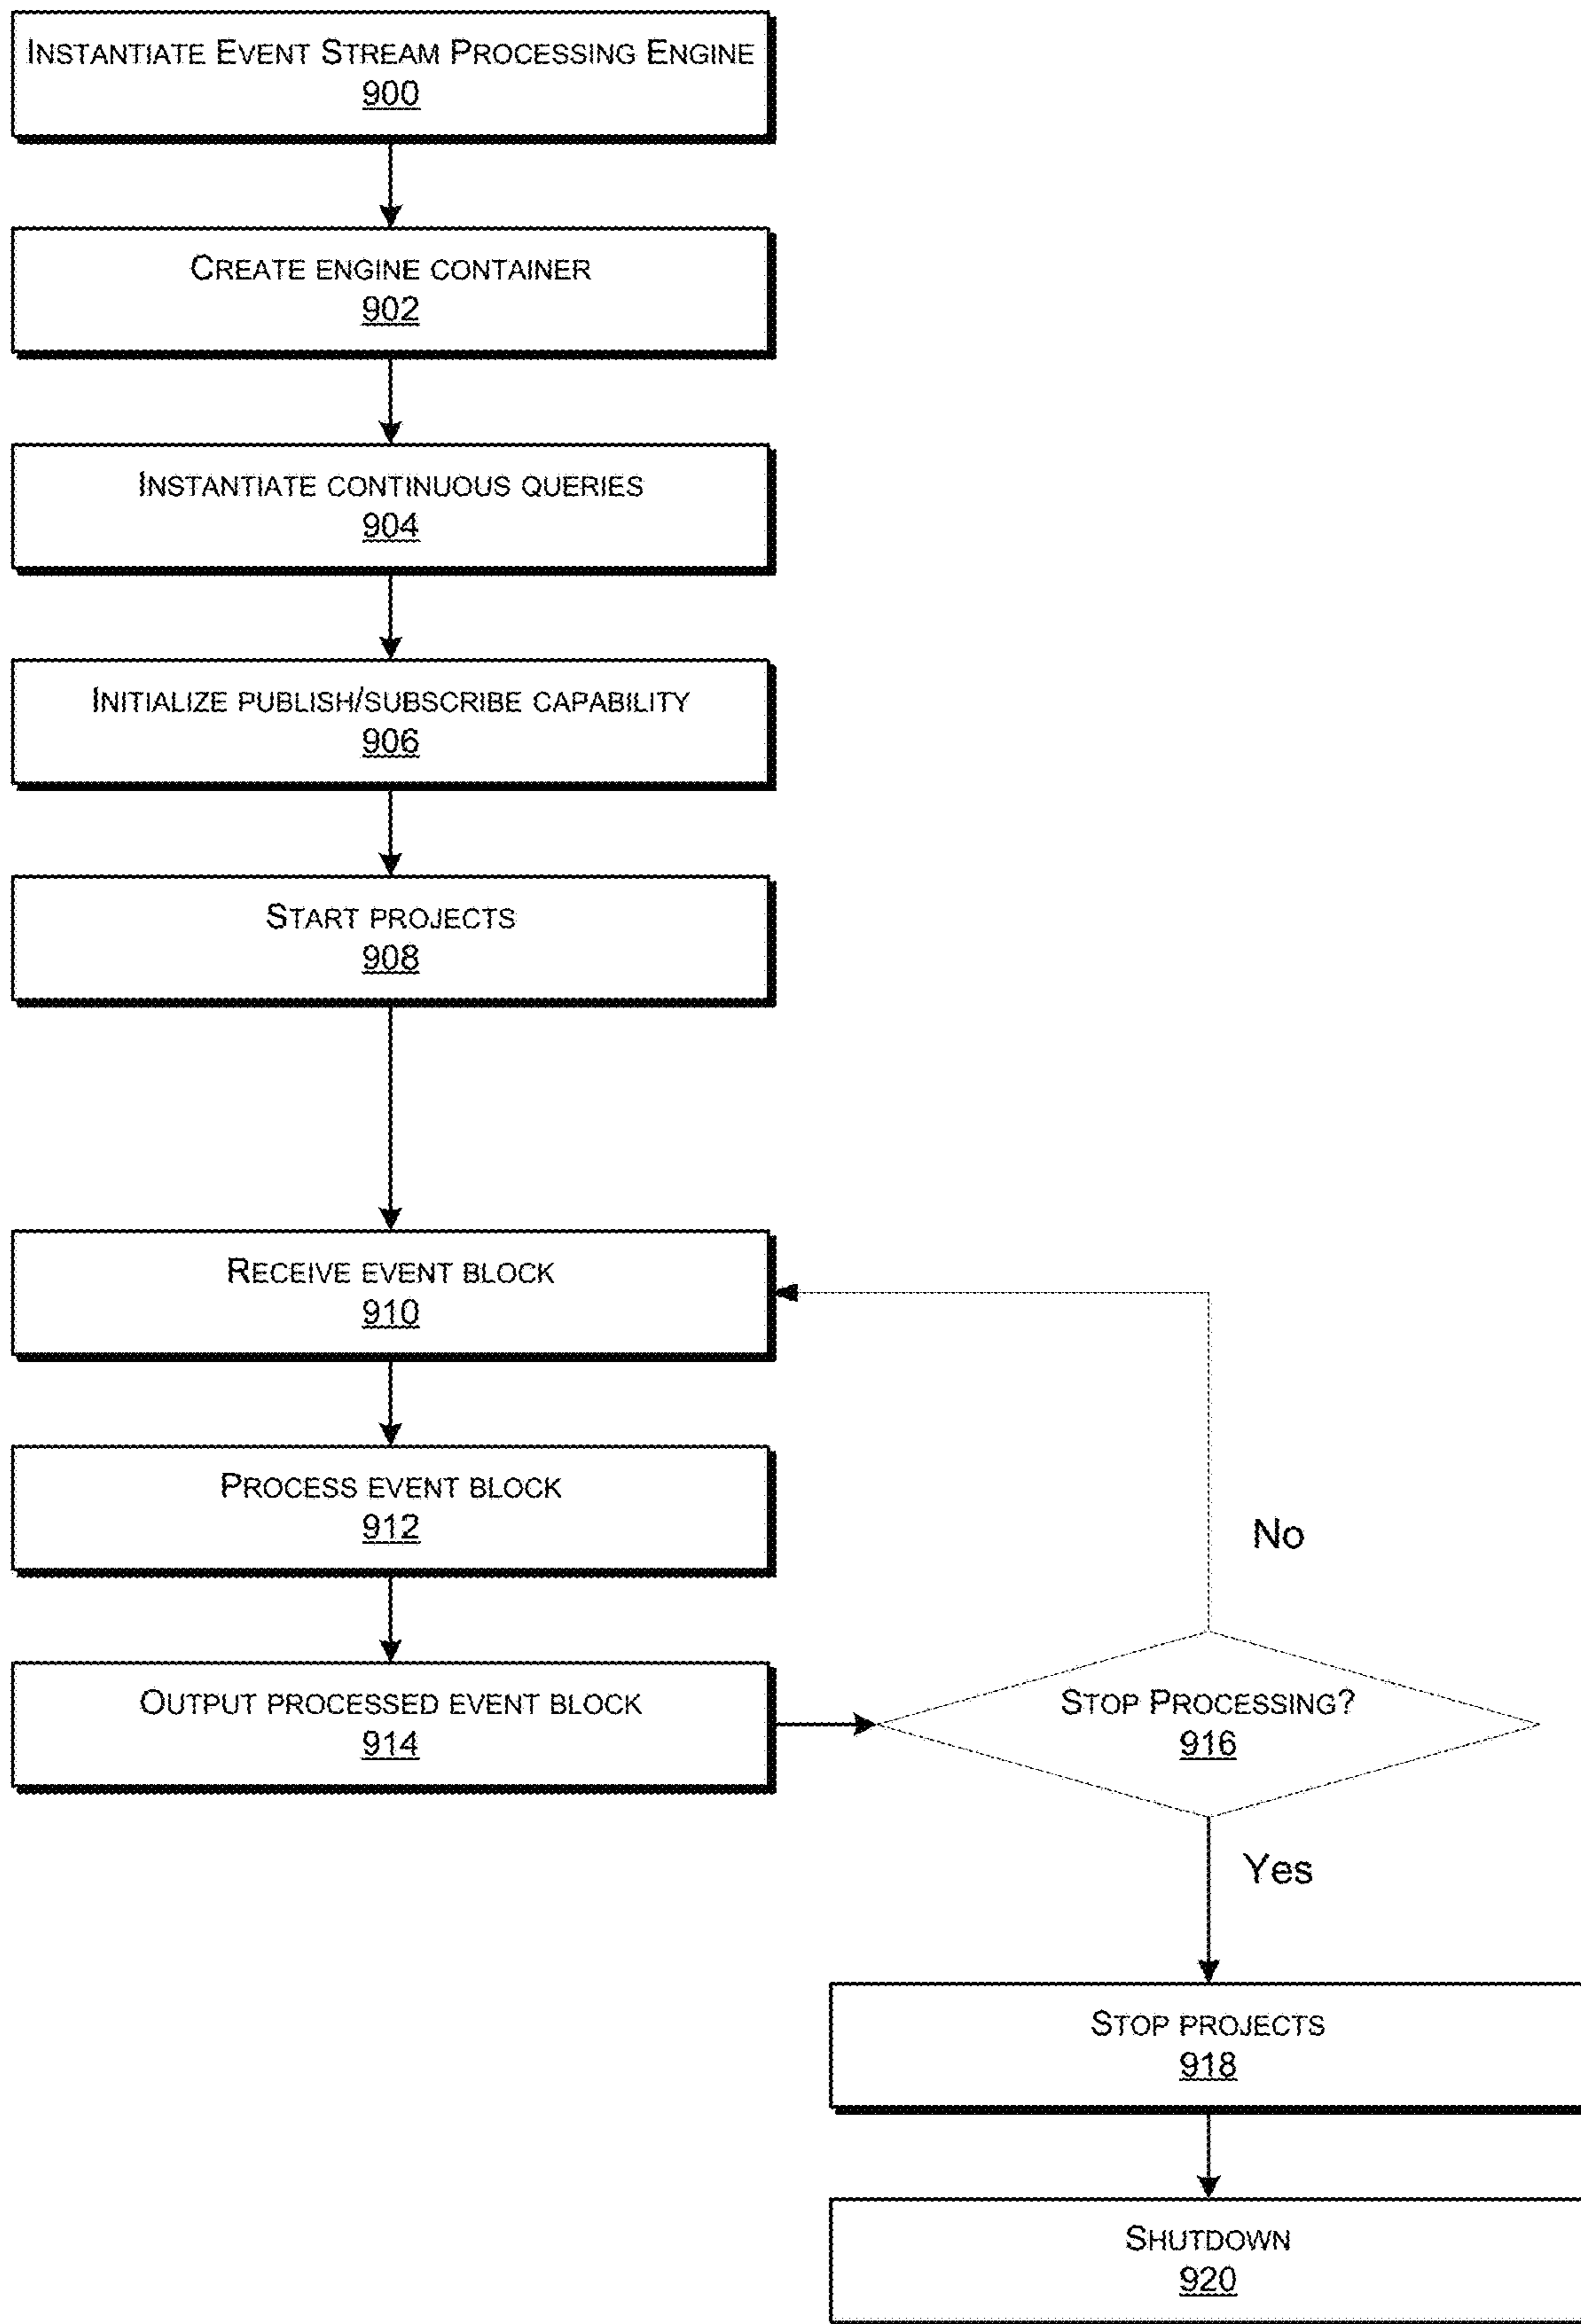 INSTANTIATE EVENT STREAM PROCESSING ENGINE
900
CREATE ENGINE CONTAINER
902
INSTANTIATE CONTINUOUS QUERIES
904
INITIALIZE PUBLISH/SUBSCRIBE CAPABILITY
906
START PROJECTS
908
RECEIVE EVENT BLOCK
910
PROCESS EVENT BLOCK
912
No
OUTPUT PROCESSED EVENT BLOCK
914
STOP PROCESSING?
916
Yes
STOP PROJECTS
918
SHUTDOWN
920